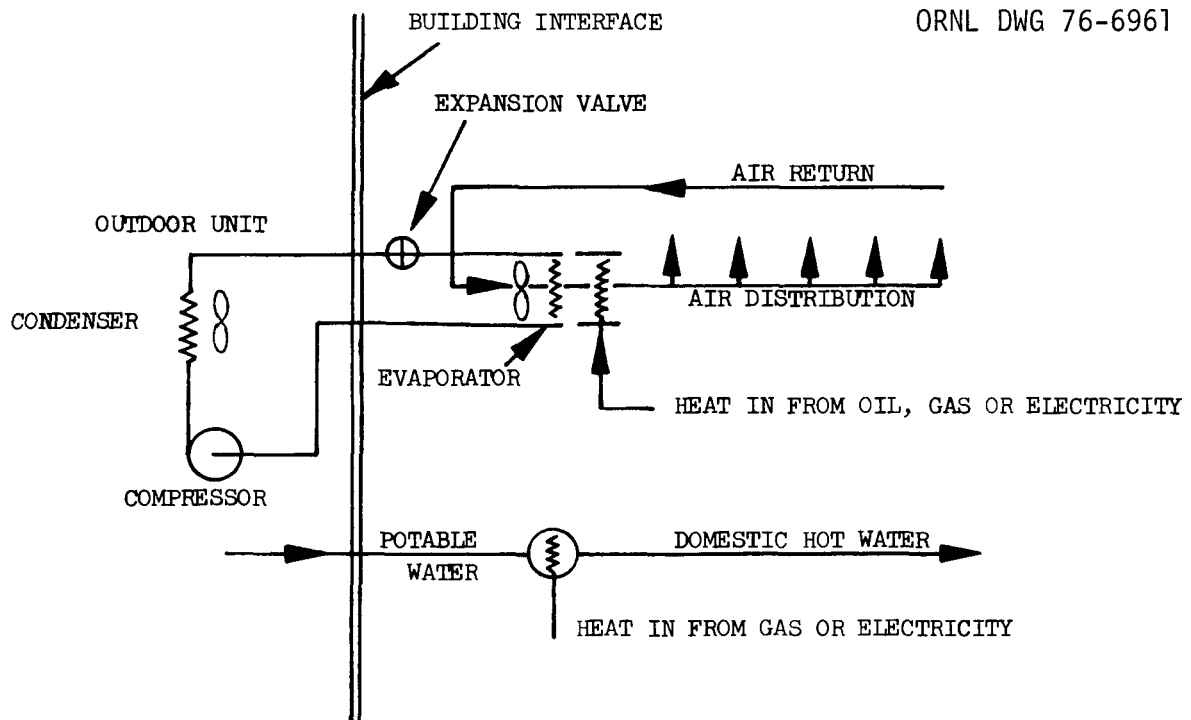 BUILDING INTERFACE
ORNL DWG 76-6961
EXPANSION VALVE
AIR RETURN
OUTDOOR UNIT
AIR DISTRIBUTION
CONDENSER
EVAPORATOR
HEAT IN FROM OIL, GAS OR ELECTRICITY
COMPRESSOR
POTABLE
WATER
DOMESTIC HOT WATER
HEAT IN FROM GAS OR ELECTRICITY